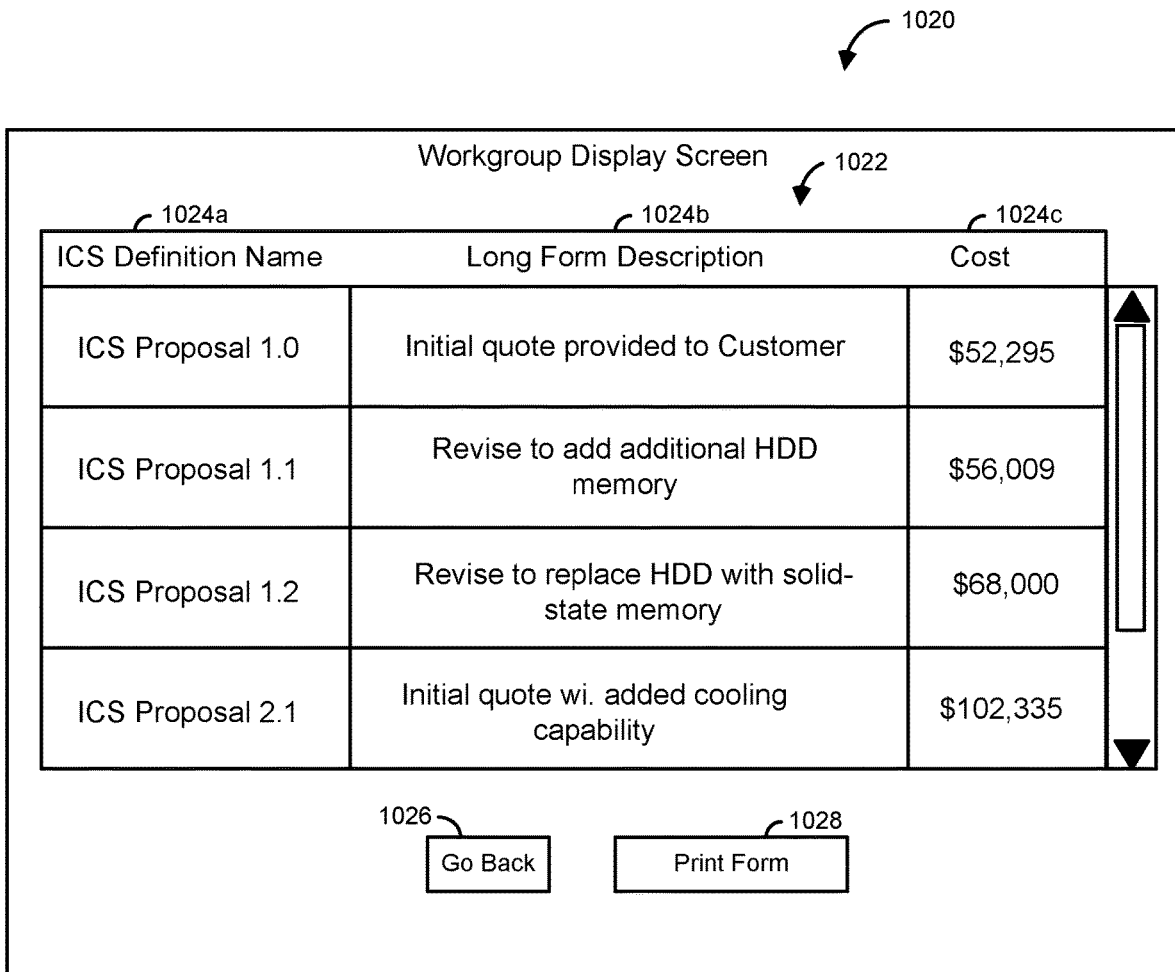 1020
Workgroup Display Screen
1022
1024a
1024b
1024c
ICS Definition Name
Long Form Description
Cost
ICS Proposal 1.0
Initial quote provided to Customer
$52,295
ICS Proposal 1.1
Revise to add additional HDD
memory
$56,009
ICS Proposal 1.2
Revise to replace HDD with solid-
state memory
$68,000
ICS Proposal 2.1
Initial quote wi. added cooling
capability
$102,335
1026
1028
Go Back
Print Form